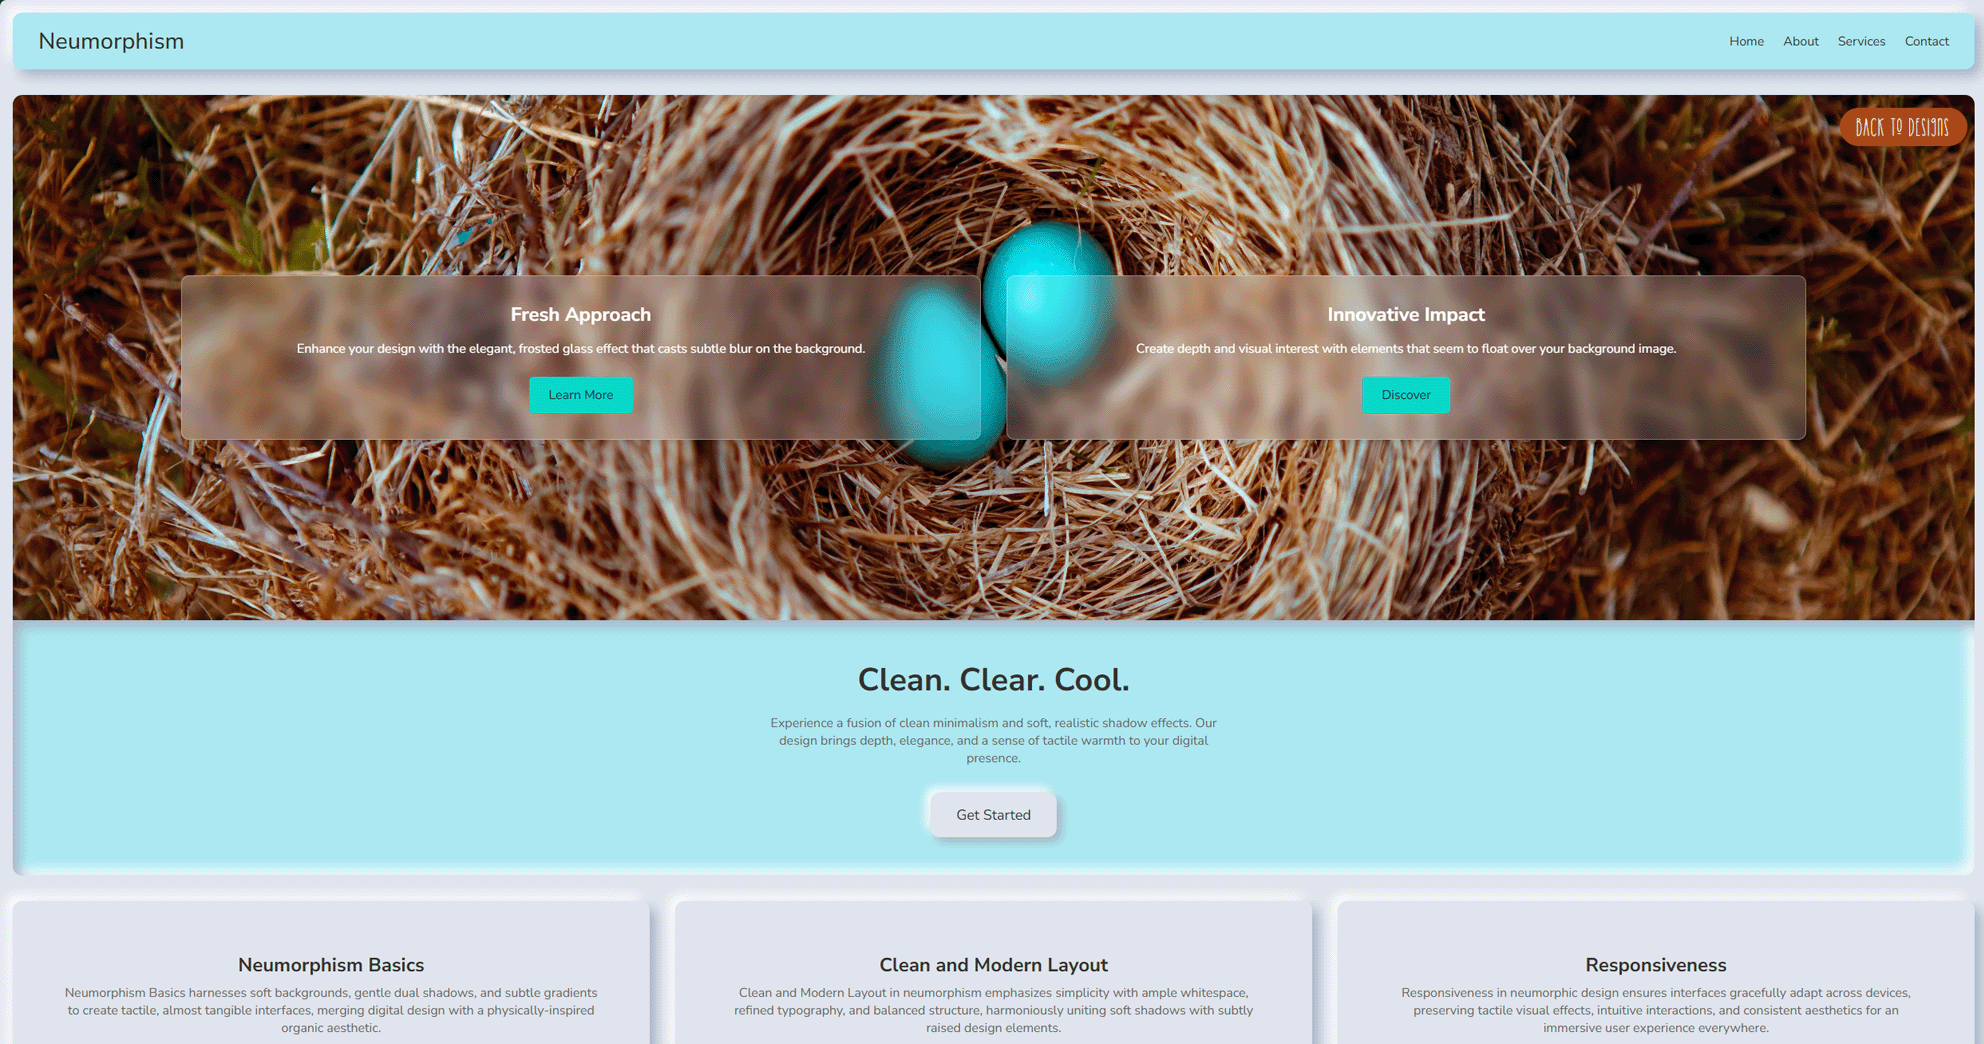 Neumorphism
Home About Services Contact
BACK TO DESIGNS
Fresh Approach
Enhance your design with the elegant, frosted glass effect that casts subtle blur on the background.
Learn More
Innovative Impact
Create depth and visual interest with elements that seem to float over your background image.
Discover
Clean. Clear. Cool.
Experience a fusion of clean minimalism and soft, realistic shadow effects. Our
design brings depth, elegance, and a sense of tactile warmth to your digital
presence.
Get Started
Neumorphism Basics
Neumorphism Basics harnesses soft backgrounds, gentle dual shadows, and subtle gradients
to create tactile, almost tangible interfaces, merging digital design with a physically-inspired
organic aesthetic.
Clean and Modern Layout
Clean and Modern Layout in neumorphism emphasizes simplicity with ample whitespace,
refined typography, and balanced structure, harmoniously uniting soft shadows with subtly
raised design elements.
Responsiveness
Responsiveness in neumorphic design ensures interfaces gracefully adapt across devices,
preserving tactile visual effects, intuitive interactions, and consistent aesthetics for an
immersive user experience everywhere.